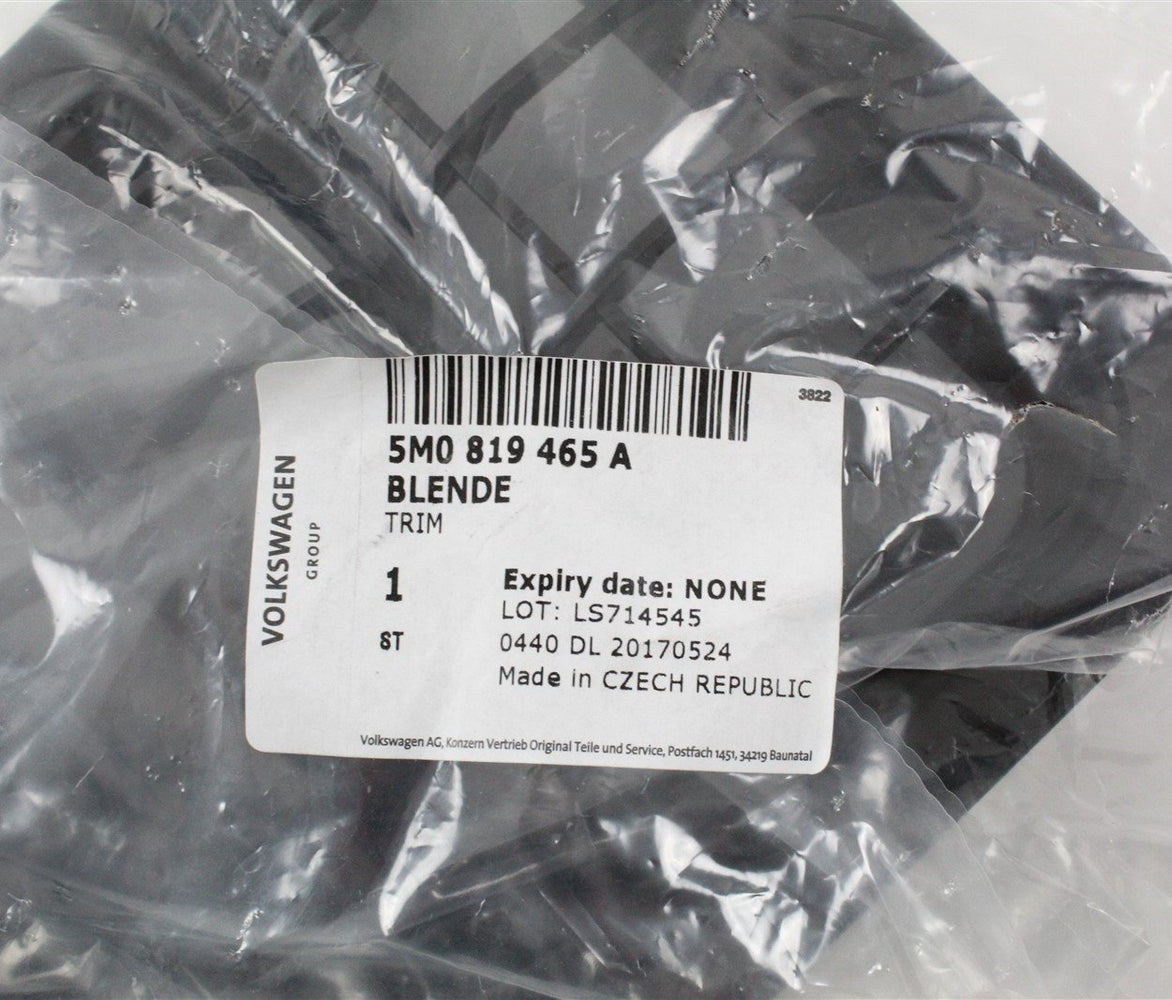 3822
5M0 819 465 A
BLENDE
TRIM
VOLKSWAGEN
GROUP
1
ST
Expiry date: NONE
LOT: LS714545
0440 DL 20170524
Made in CZECH REPUBLIC
Volkswagen AG, Konzern Vertrieb Original Teile und Service, Postfach 1451, 34219 Baunatal